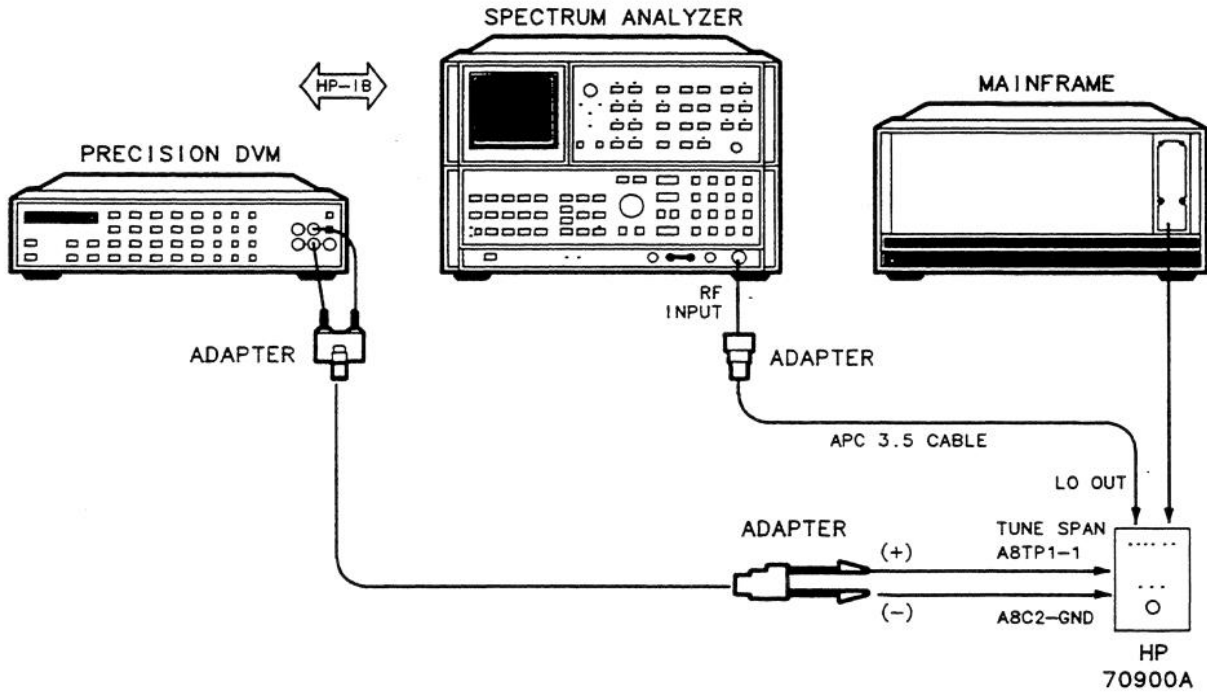 SPECTRUM ANALYZER
HP-IB
MAINFRAME
PRECISION DVM
RF
INPUT
ADAPTER
ADAPTER
APC 3.5 CABLE
LO OUT
ADAPTER
TUNE SPAN
(+)
A8TP1-1
(-)
A8C2-GND
HP
70900A